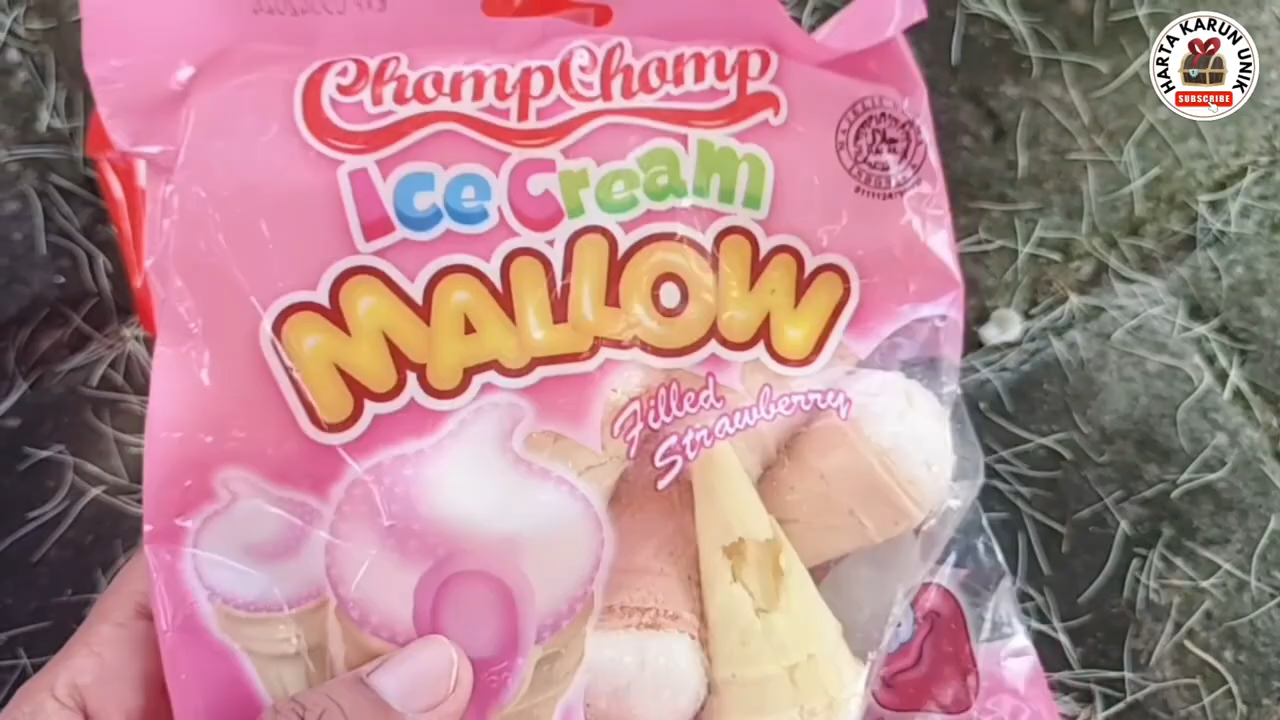 ChompChomp
Ice Cream
MALLOW
Filled
Strawberry
HARTA KARUN UNIK
SUBSCRIBE